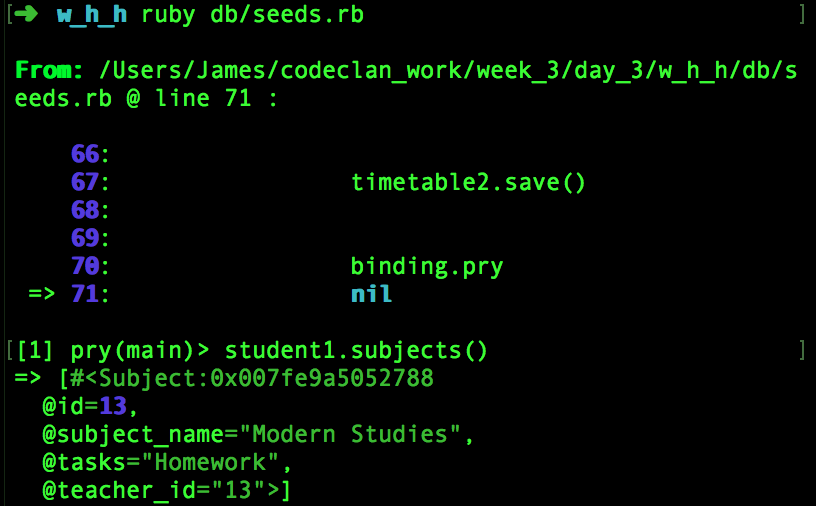 [➜ w_h_h ruby db/seeds.rb ]
From: /Users/James/codeclan_work/week_3/day_3/w_h_h/db/s
eeds.rb @ line 71 :
66:
67: timetable2.save()
68:
69:
70: binding.pry
=> 71: nil
[[1] pry(main)> student1.subjects() ]
=> [#<Subject:0x007fe9a5052788
@id=13,
@subject_name="Modern Studies",
@tasks="Homework",
@teacher_id="13">]